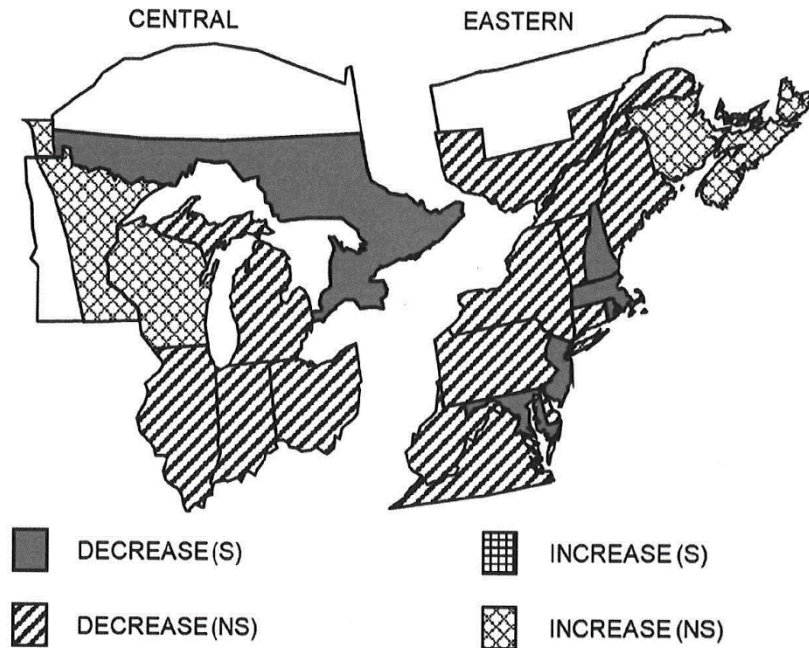 CENTRAL
EASTERN
DECREASE (S)
INCREASE (S)
DECREASE (NS)
INCREASE (NS)